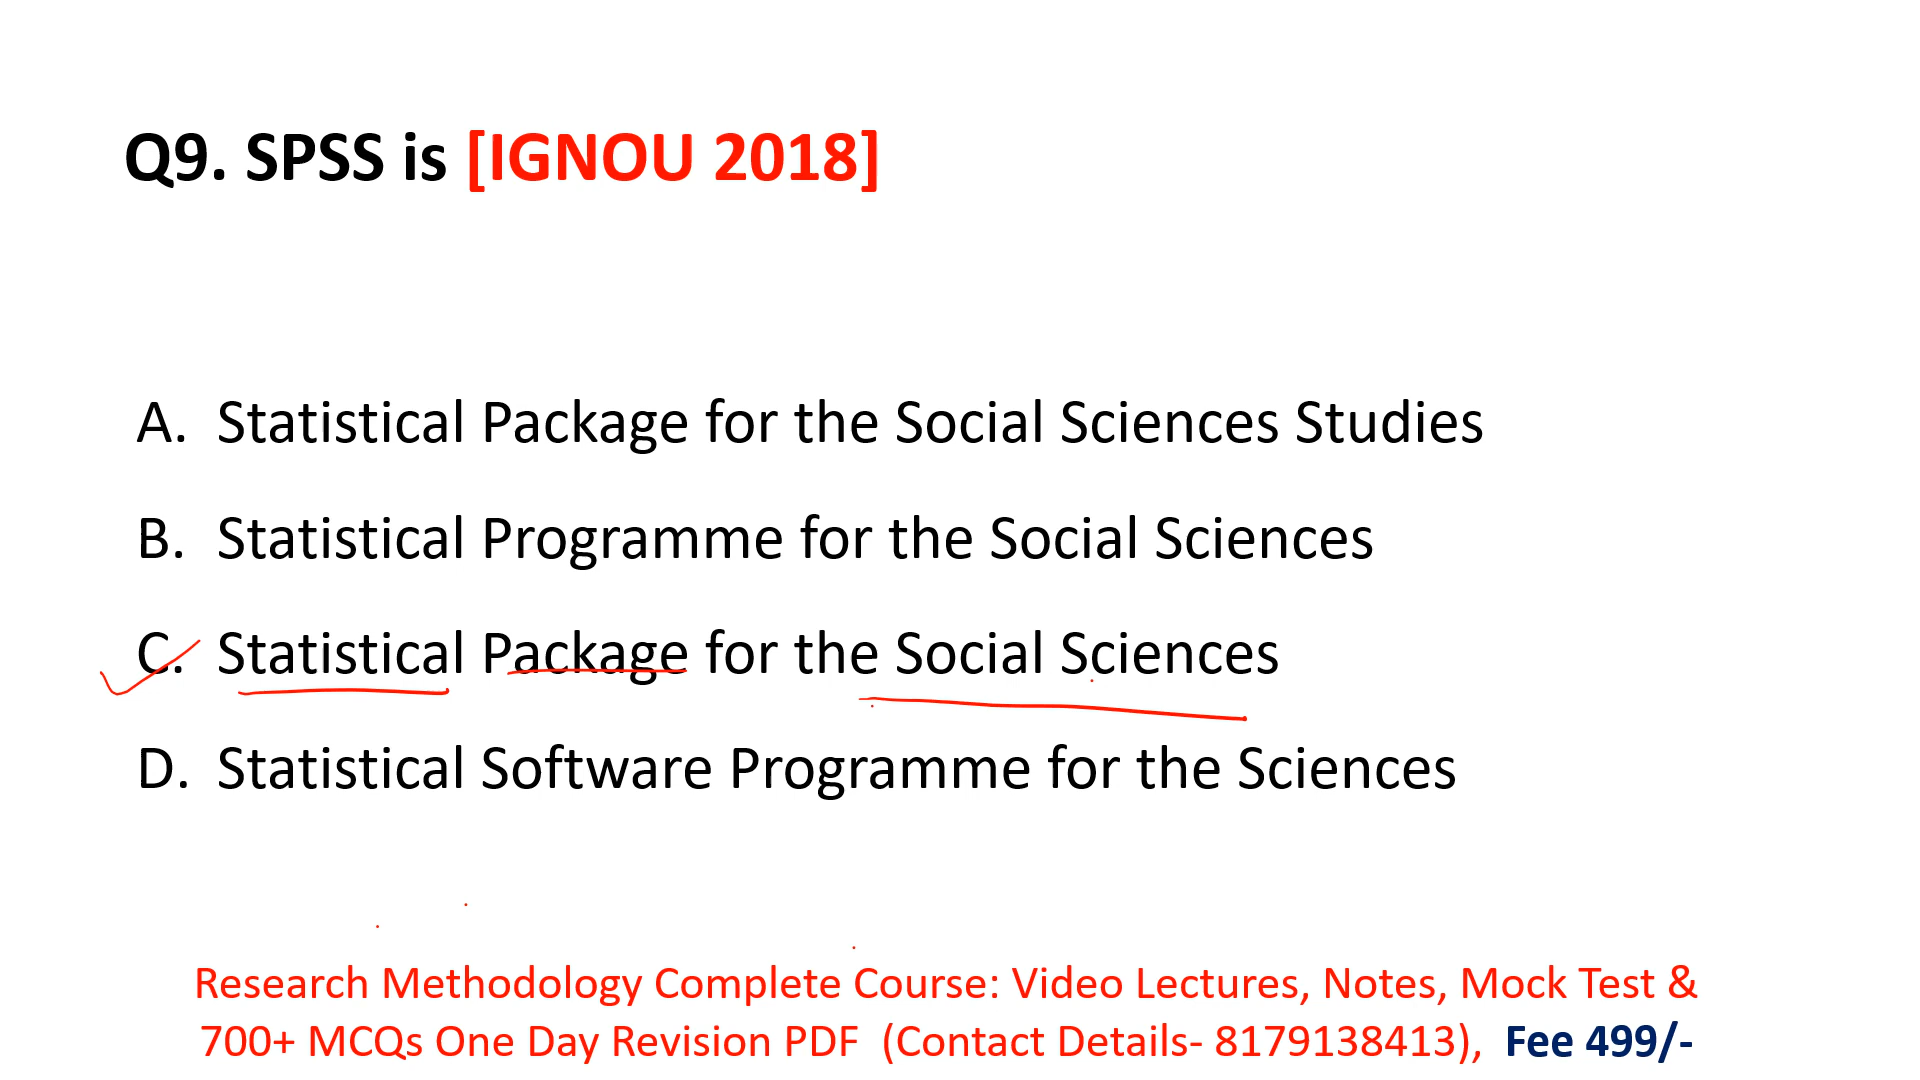 Q9. SPSS is [IGNOU 2018]
A. Statistical Package for the Social Sciences Studies
B. Statistical Programme for the Social Sciences
C. Statistical Package for the Social Sciences
D. Statistical Software Programme for the Sciences
Research Methodology Complete Course: Video Lectures, Notes, Mock Test &
700+ MCQs One Day Revision PDF (Contact Details- 8179138413), Fee 499/-